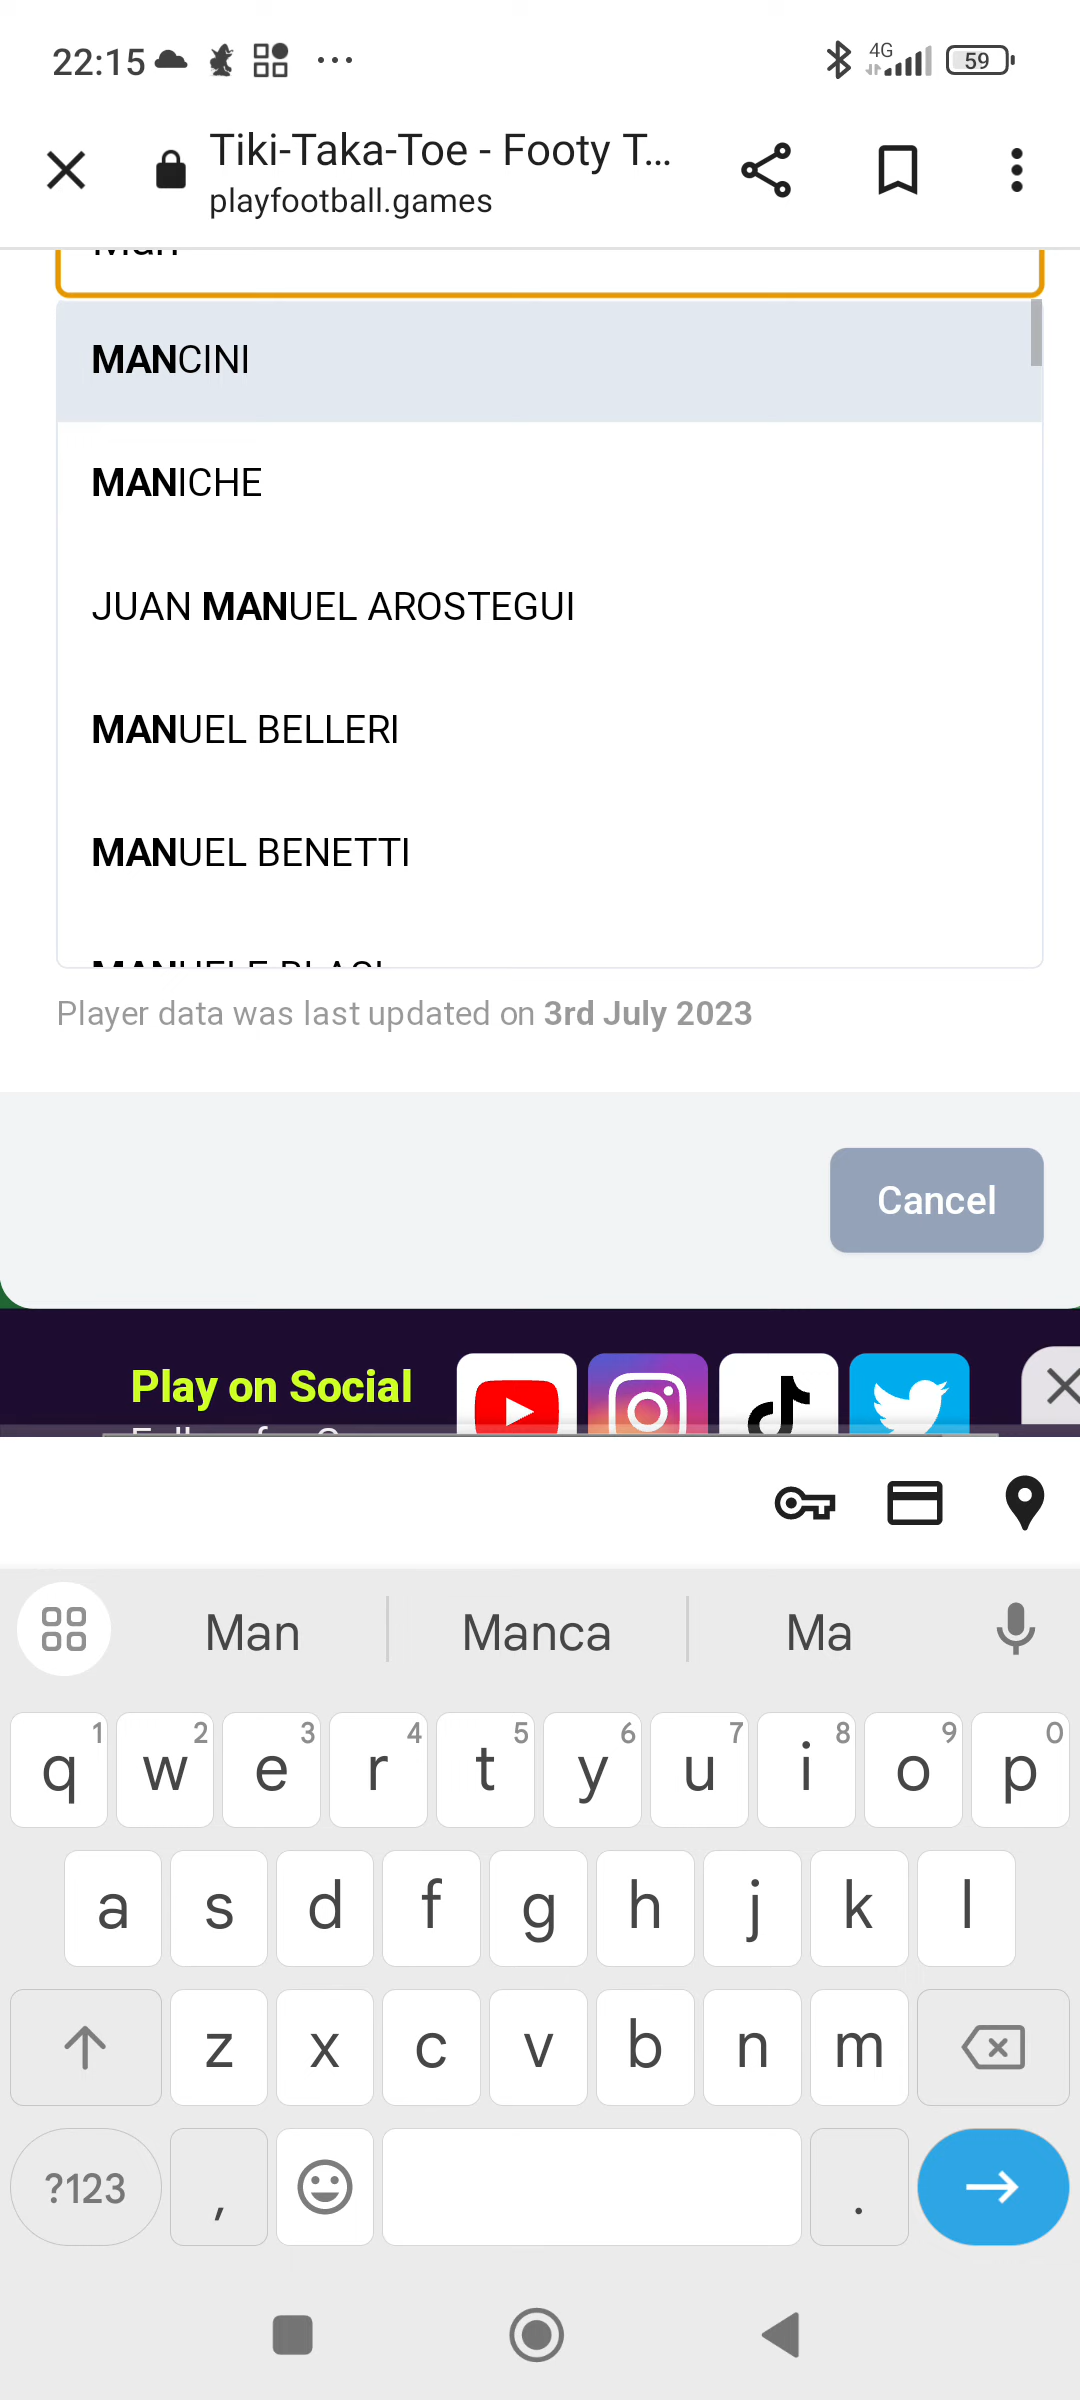 22:15
4G
59
Tiki-Taka-Toe - Footy T...
playfootball.games
MANCINI
MANICHE
JUAN MANUEL AROSTEGUI
MANUEL BELLERI
MANUEL BENETTI
Player data was last updated on 3rd July 2023
Cancel
Play on Social
Man
Manca
Ma
1 2 3 4 5 6 7 8 9 0
q w e r t y u i o p
a s d f g h j k l
z x c v b n m
?123 , .